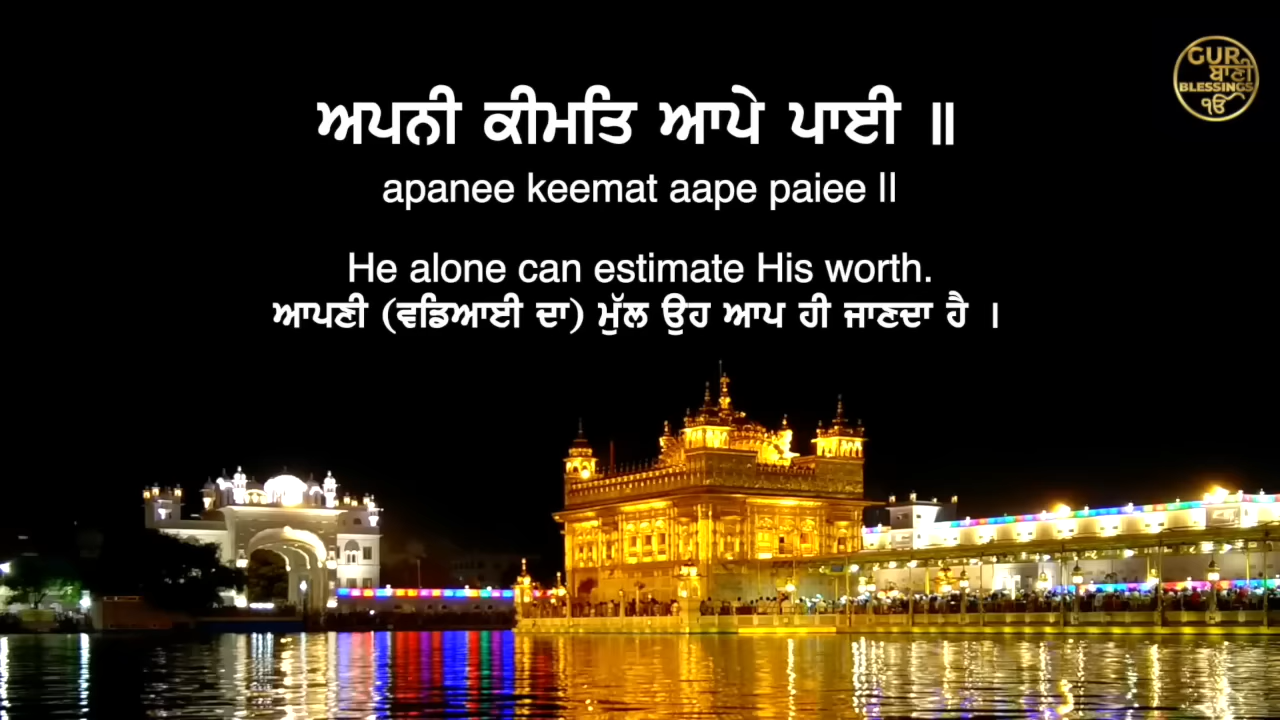 GUR
ਬਾਣੀ
BLESSINGS
ੴ
ਅਪਨੀ ਕੀਮਤਿ ਆਪੇ ਪਾਈ ॥
apanee keemat aape paiee ll
He alone can estimate His worth.
ਆਪਣੀ (ਵਡਿਆਈ ਦਾ) ਮੁੱਲ ਉਹ ਆਪ ਹੀ ਜਾਣਦਾ ਹੈ ।